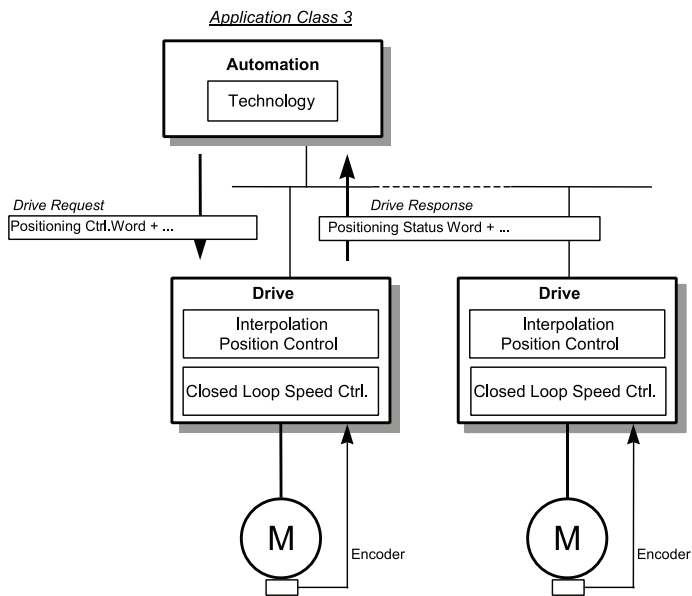 Application Class 3
Automation
Technology
Drive Request
Positioning Ctrl.Word + ...
Drive Response
Positioning Status Word + ...
Drive
Interpolation
Position Control
Closed Loop Speed Ctrl.
M
Encoder
Drive
Interpolation
Position Control
Closed Loop Speed Ctrl.
M
Encoder